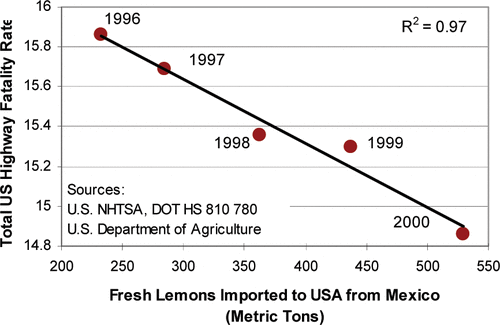 Total US Highway Fatality Rate
16
15.8
15.6
15.4
15.2
15
14.8
1996
R² = 0.97
1997
1998
1999
2000
Sources:
U.S. NHTSA, DOT HS 810 780
U.S. Department of Agriculture
200
250
300
350
400
450
500
550
Fresh Lemons Imported to USA from Mexico
(Metric Tons)